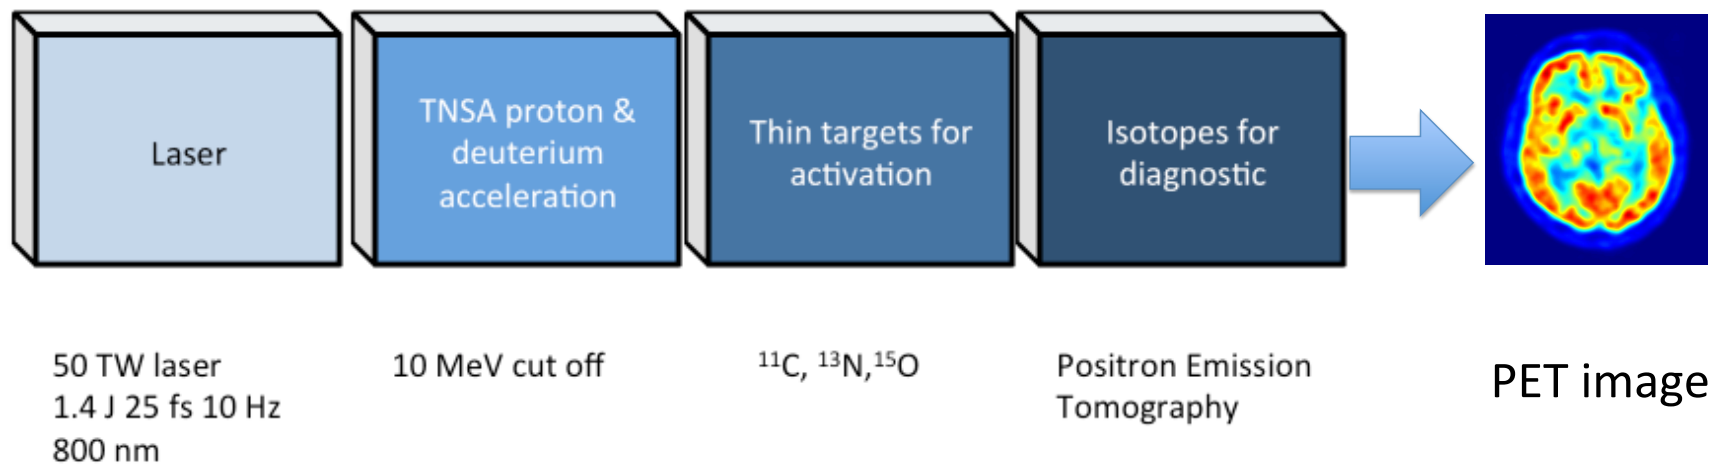 Laser
TNSA proton &
deuterium
acceleration
Thin targets for
activation
Isotopes for
diagnostic
50 TW laser
1.4 J 25 fs 10 Hz
800 nm
10 MeV cut off
¹¹C, ¹³N,¹⁵O
Positron Emission
Tomography
PET image